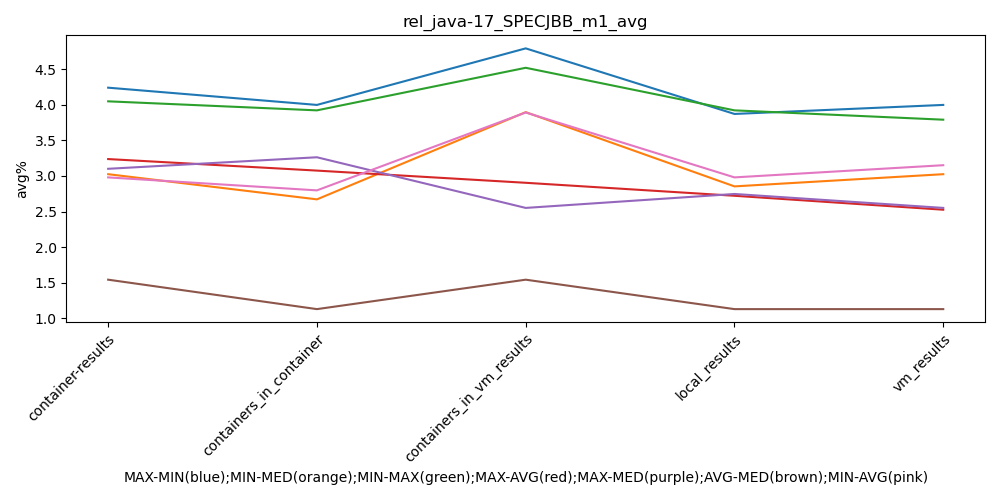 rel_java-17_SPECJBB_m1_avg
avg%
4.5
4.0
3.5
3.0
2.5
2.0
1.5
1.0
container-results
containers_in_container
containers_in_vm_results
local_results
vm_results
MAX-MIN(blue);MIN-MED(orange);MIN-MAX(green);MAX-AVG(red);MAX-MED(purple);AVG-MED(brown);MIN-AVG(pink)